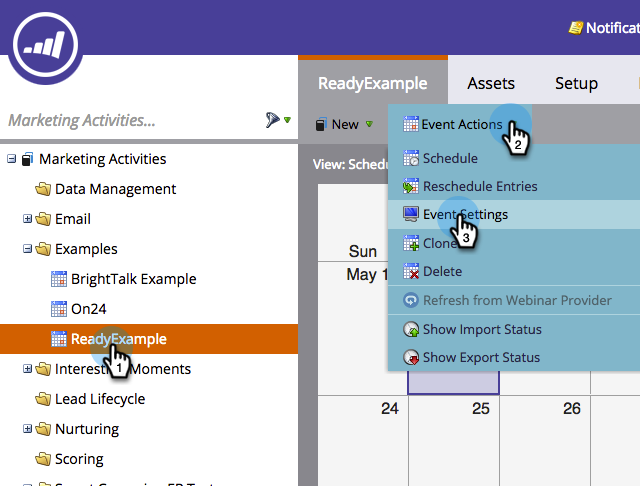 Notificat
ReadyExample
Assets
Setup
Marketing Activities...
New
Event Actions
2
View: Schedu
Marketing Activities
Data Management
Email
Examples
BrightTalk Example
On24
ReadyExample
1
Interesting Moments
Lead Lifecycle
Nurturing
Scoring
Schedule
Reschedule Entries
Event Settings
3
Clone
Delete
Refresh from Webinar Provider
Show Import Status
Show Export Status
Sun
May 1
24
25
26